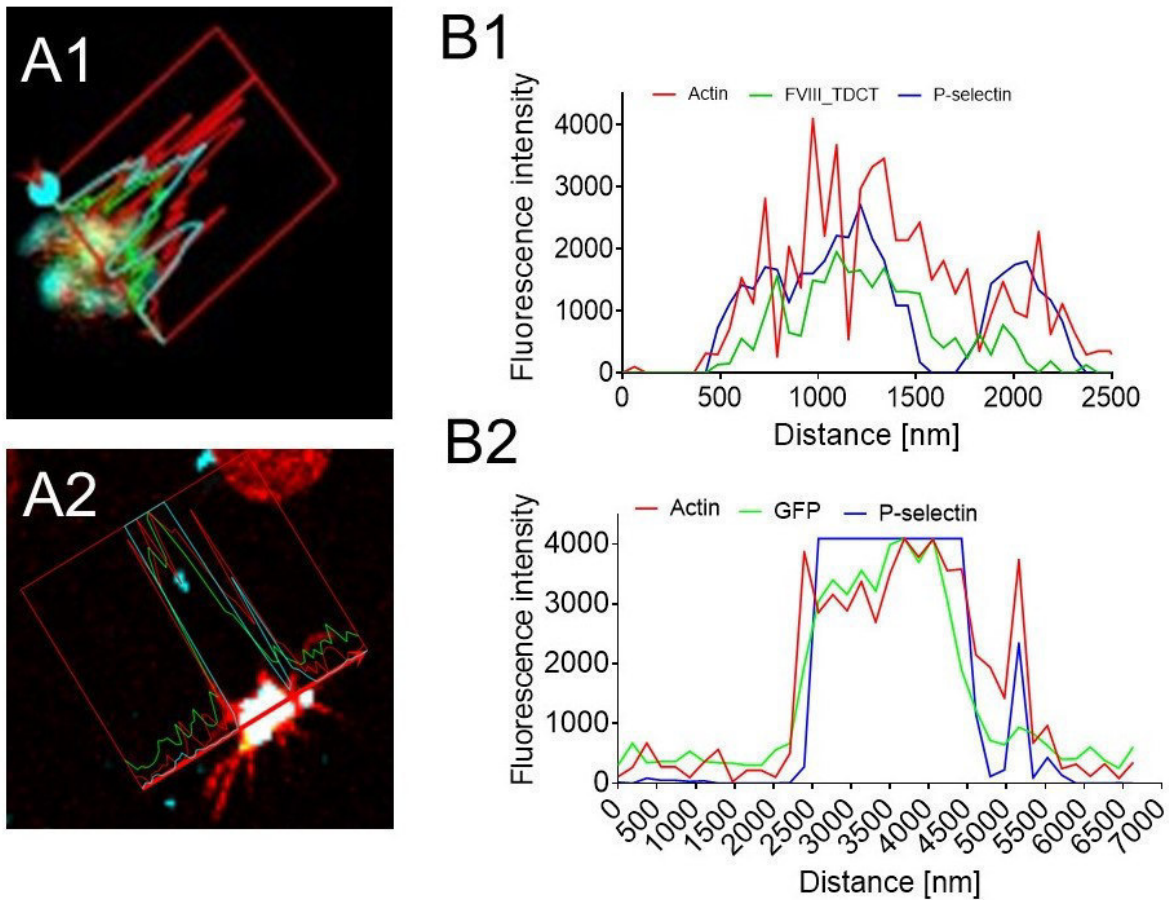 A1
B1
Actin FVIII_TDCT P-selectin
Fluorescence intensity
4000
3000
2000
1000
0
0 500 1000 1500 2000 2500
Distance [nm]
A2
B2
Actin GFP P-selectin
Fluorescence intensity
4000
3000
2000
1000
0
0 500 1000 1500 2000 2500 3000 3500 4000 4500 5000 5500 6000 6500 7000
Distance [nm]